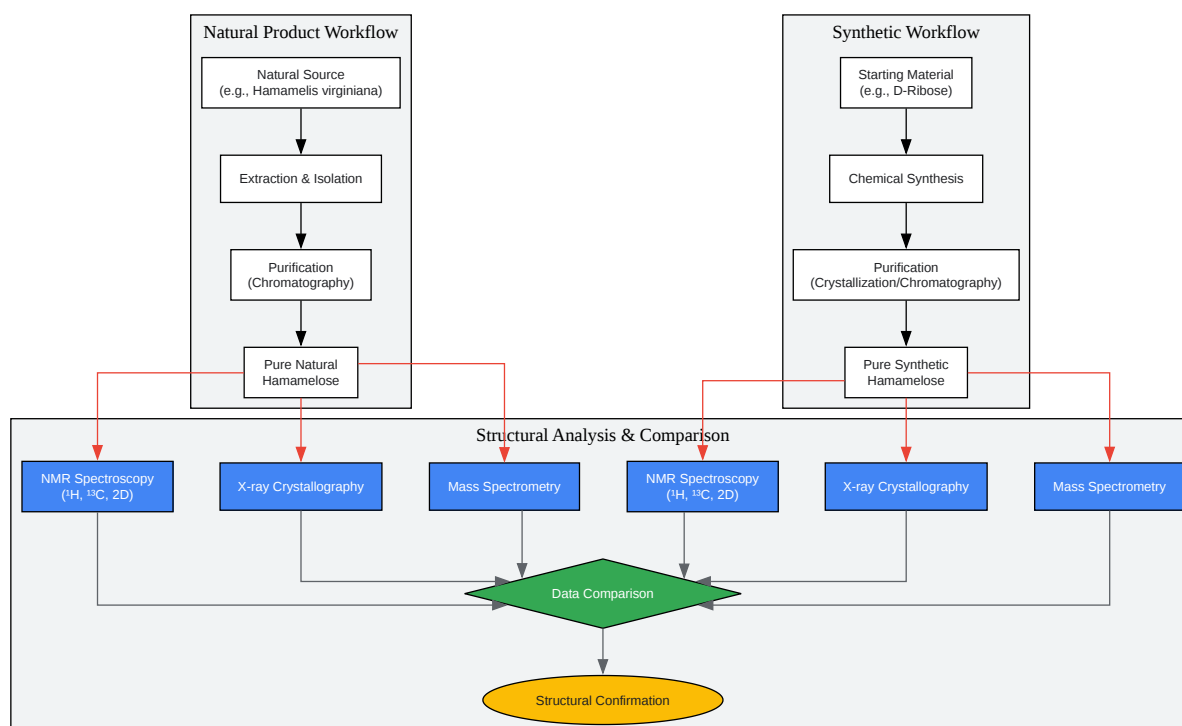 Natural Product Workflow
Natural Source
(e.g., Hamamelis virginiana)
Extraction & Isolation
Purification
(Chromatography)
Pure Natural
Hamamelose
Synthetic Workflow
Starting Material
(e.g., D-Ribose)
Chemical Synthesis
Purification
(Crystallization/Chromatography)
Pure Synthetic
Hamamelose
Structural Analysis & Comparison
NMR Spectroscopy
(¹H, ¹³C, 2D)
X-ray Crystallography
Mass Spectrometry
NMR Spectroscopy
(¹H, ¹³C, 2D)
X-ray Crystallography
Mass Spectrometry
Data Comparison
Structural Confirmation